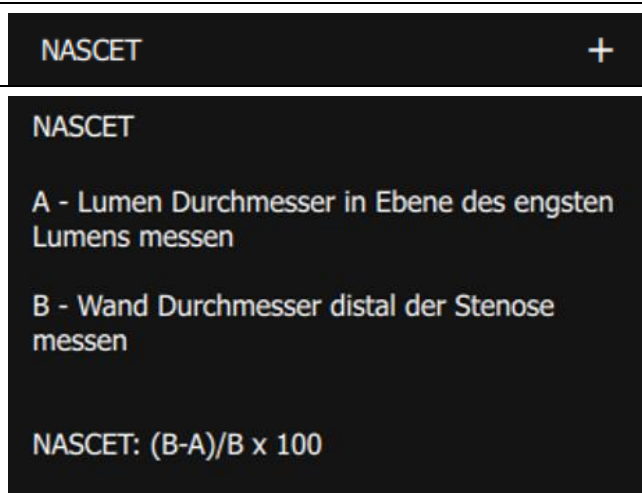 NASCET +
NASCET
A - Lumen Durchmesser in Ebene des engsten
Lumens messen
B - Wand Durchmesser distal der Stenose
messen
NASCET: (B-A)/B x 100